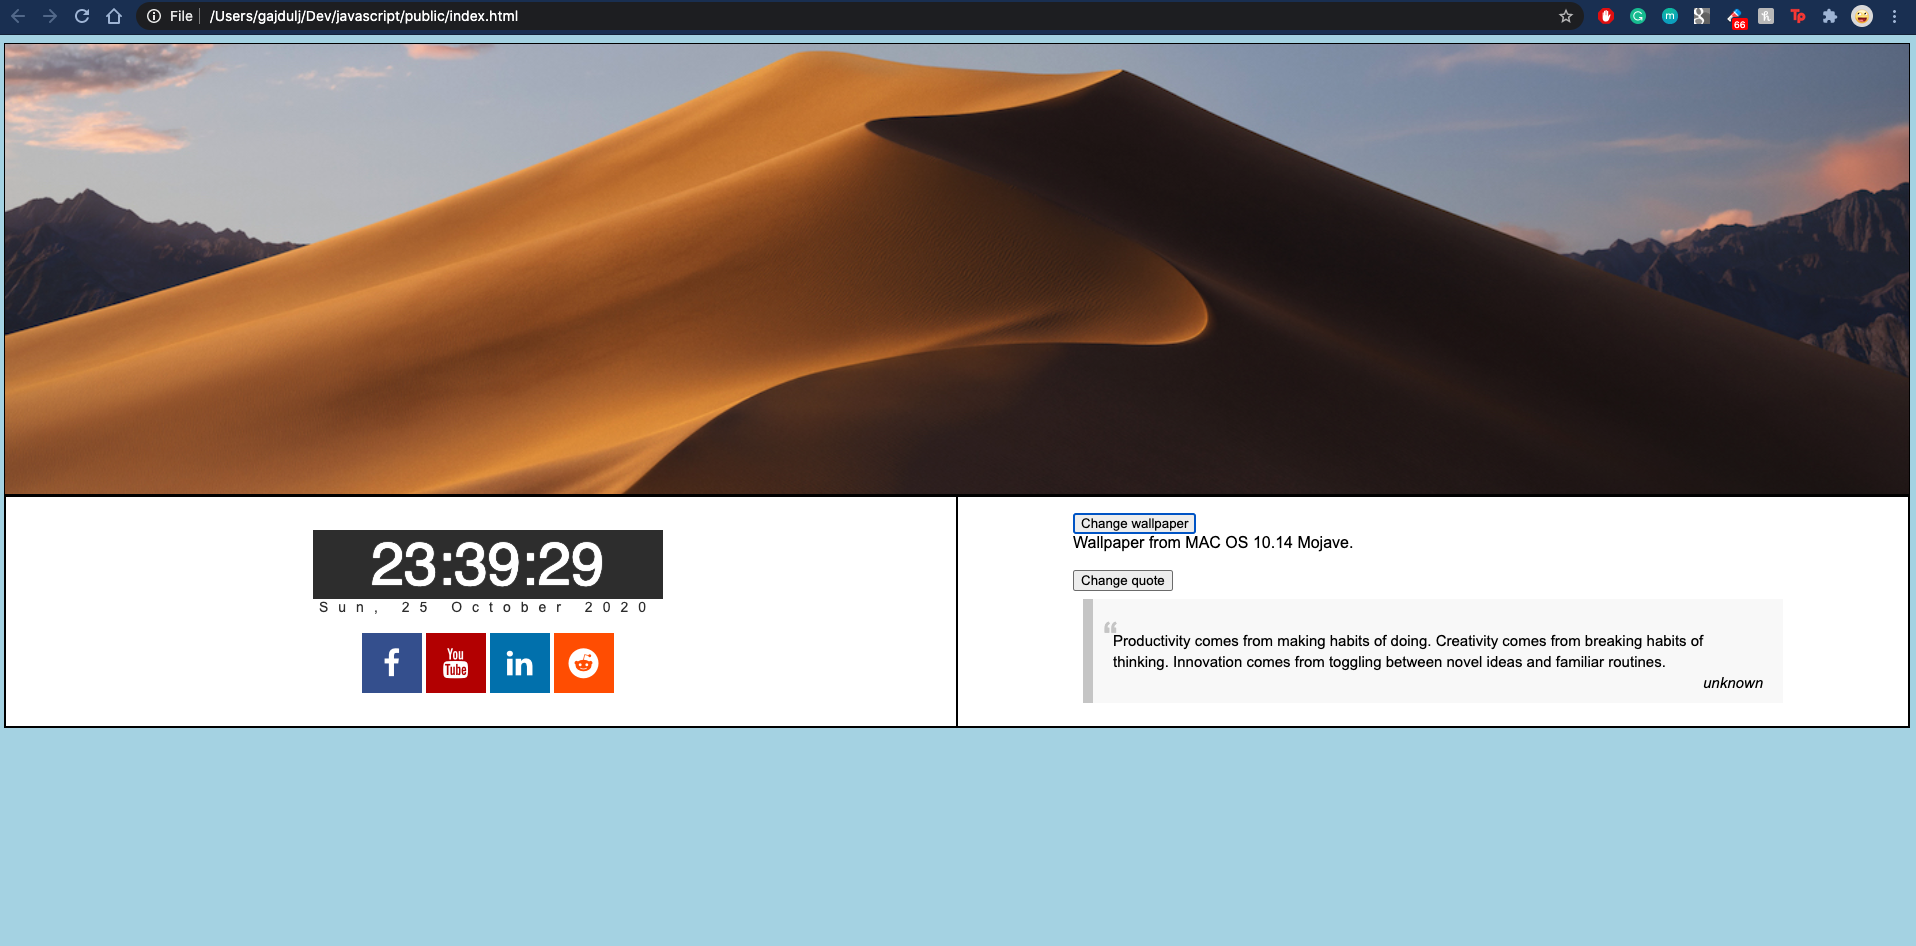 File
/Users/gajdulj/Dev/javascript/public/index.html
G
m
g
66
Tp
23:39:29
Sun, 25 October 2020
f
You
Tube
in
Change wallpaper
Wallpaper from MAC OS 10.14 Mojave.
Change quote
“
Productivity comes from making habits of doing. Creativity comes from breaking habits of
thinking. Innovation comes from toggling between novel ideas and familiar routines.
unknown